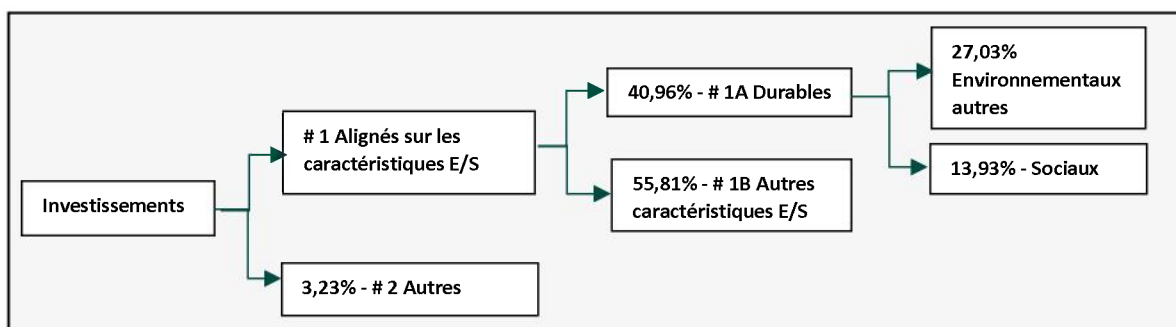 Investissements
# 1 Alignés sur les
caractéristiques E/S
3,23% - # 2 Autres
40,96% - # 1A Durables
55,81% - # 1B Autres
caractéristiques E/S
27,03%
Environnementaux
autres
13,93% - Sociaux